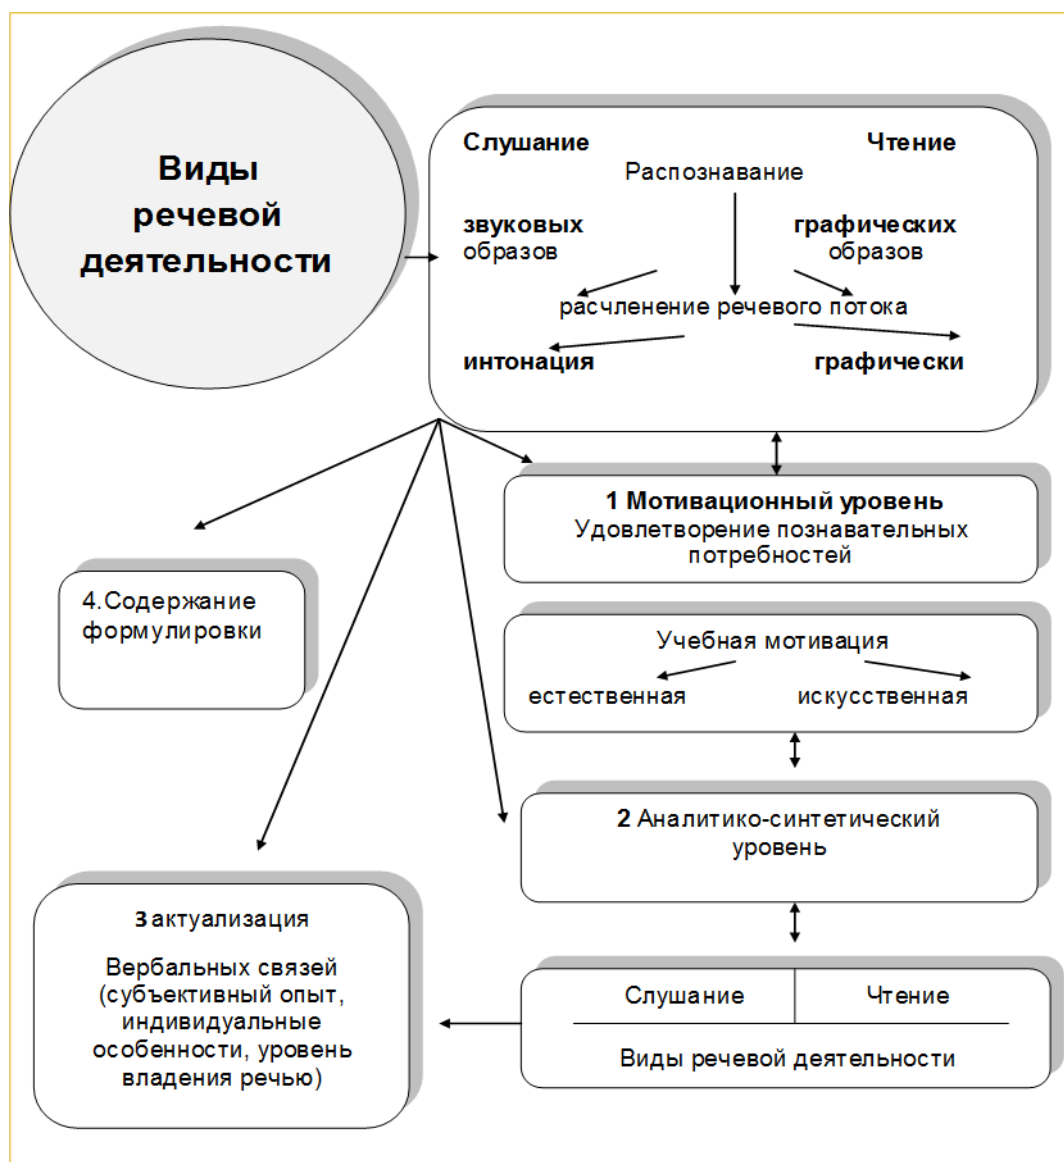 Виды
речевой
деятельности
Слушание Чтение
Распознавание
звуковых графических
образов образов
расчленение речевого потока
интонация графически
1 Мотивационный уровень
Удовлетворение познавательных
потребностей
4.Содержание
формулировки
Учебная мотивация
естественная искусственная
2 Аналитико-синтетический
уровень
3 актуализация
Вербальных связей
(субъективный опыт,
индивидуальные
особенности, уровень
владения речью)
Слушание Чтение
Виды речевой деятельности